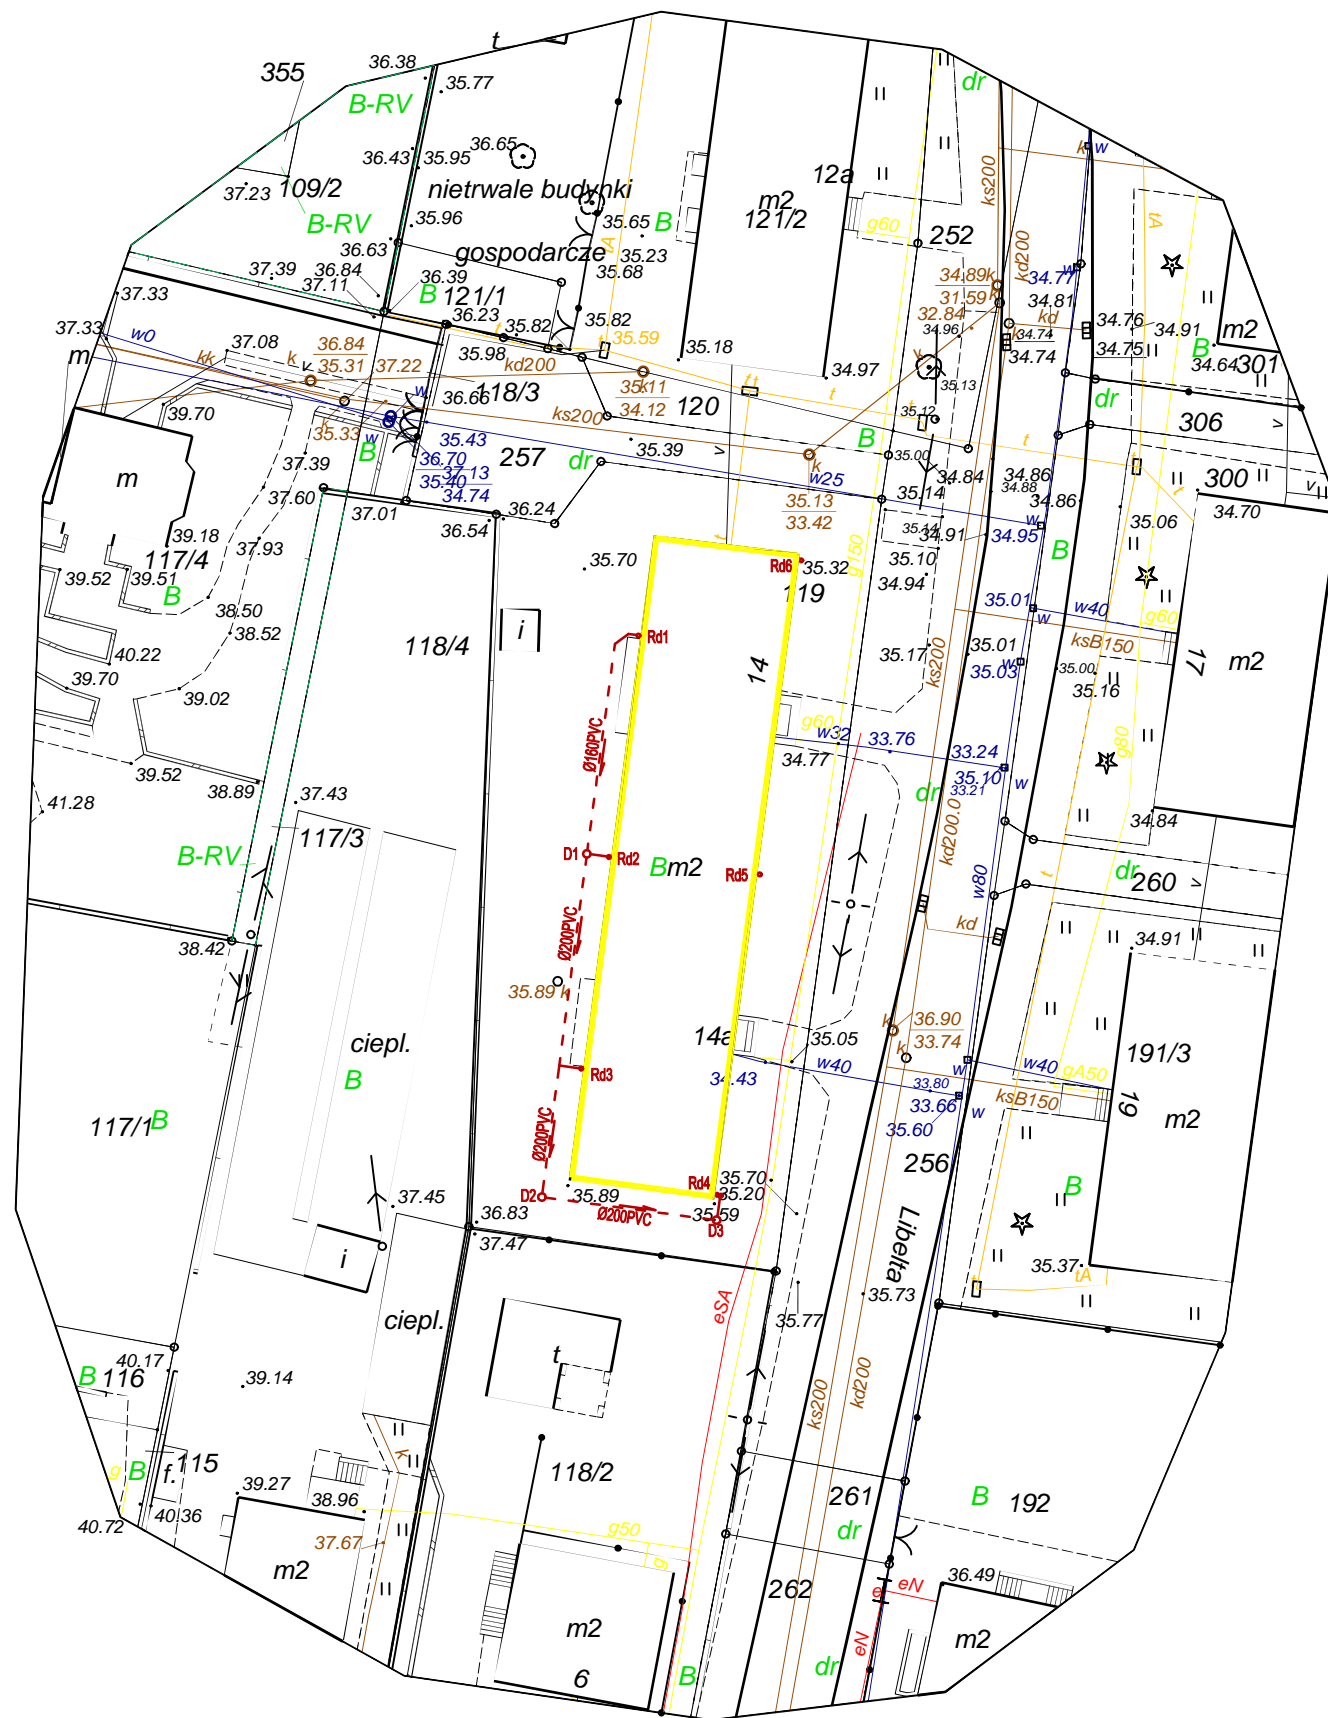 t
dr
355
36.38
35.77
B-RV
36.65
36.43
35.95
109/2
nietrwale budynki
12a
m2
121/2
37.23
B-RV
35.96
35.65
B
35.23
g60
252
ks200
kd200
k
w
tA
tA
36.63
gospodarcze
35.68
37.39
36.84
37.11
36.39
B
121/1
36.23
34.89
k
31.59
k
w
34.77
34.81
37.33
35.82
35.82
35.59
32.84
34.96
kd
34.76
34.91
37.33
w0
t
t
35.98
34.74
34.74
k
34.75
B
m2
34.64
301
m
37.08
kk
k
36.84
35.31
37.22
kd200
35.18
34.97
35.13
118/3
36.66
w
35.11
34.12
120
t
dr
39.70
k
35.33
w
ks200
35.12
306
B
35.43
35.39
v
B
35.00
t
v
m
37.39
36.70
35.40
37.13
34.74
257
dr
k
w25
34.84
34.86
34.88
300
37.60
37.01
36.24
36.54
35.13
33.42
35.14
34.86
34.70
35.14
34.91
w
34.95
35.06
39.18
37.93
117/4
39.52
39.51
B
35.70
t
Rd6
35.32
g150
35.10
34.94
B
119
38.50
38.52
i
Rd1
35.01
w
w40
g60
118/4
40.22
35.17
ks200
35.01
ksB150
17
m2
39.70
39.02
14
w
35.03
35.00
35.16
g60
w32
33.76
33.24
g80
39.52
Ø160PVC
34.77
35.10
33.21
w
38.89
41.28
37.43
117/3
dr
kd200.0
34.84
B-RV
D1
Rd2
B m2
Rd5
w80
t
dr
260
v
38.42
Ø200PVC
kd
34.91
35.89 k
14a
k
36.90
33.74
k
ciepl.
B
35.05
w40
w
w40
gA50
191/3
Rd3
34.43
33.80
33.66
w
ksB150
19
m2
117/1
B
Ø200PVC
35.60
256
D2
35.89
Rd4
35.70
35.20
35.59
D3
B
37.45
36.83
Ø200PVC
37.47
Libelta
i
35.37
tA
35.73
ciepl.
eSA
35.77
t
40.17
B
116
39.14
ks200
kd200
k
g
B
f.
115
118/2
39.27
38.96
261
B
192
40.72
40.36
37.67
g50
g
dr
m2
m2
262
eN
e
36.49
m2
6
B
dr
eN